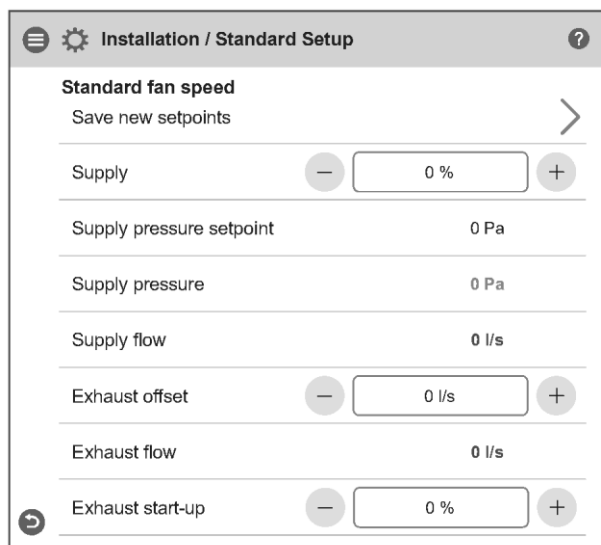 Installation / Standard Setup ?
Standard fan speed
Save new setpoints
Supply − 0 % +
Supply pressure setpoint 0 Pa
Supply pressure 0 Pa
Supply flow 0 l/s
Exhaust offset − 0 l/s +
Exhaust flow 0 l/s
Exhaust start-up − 0 % +